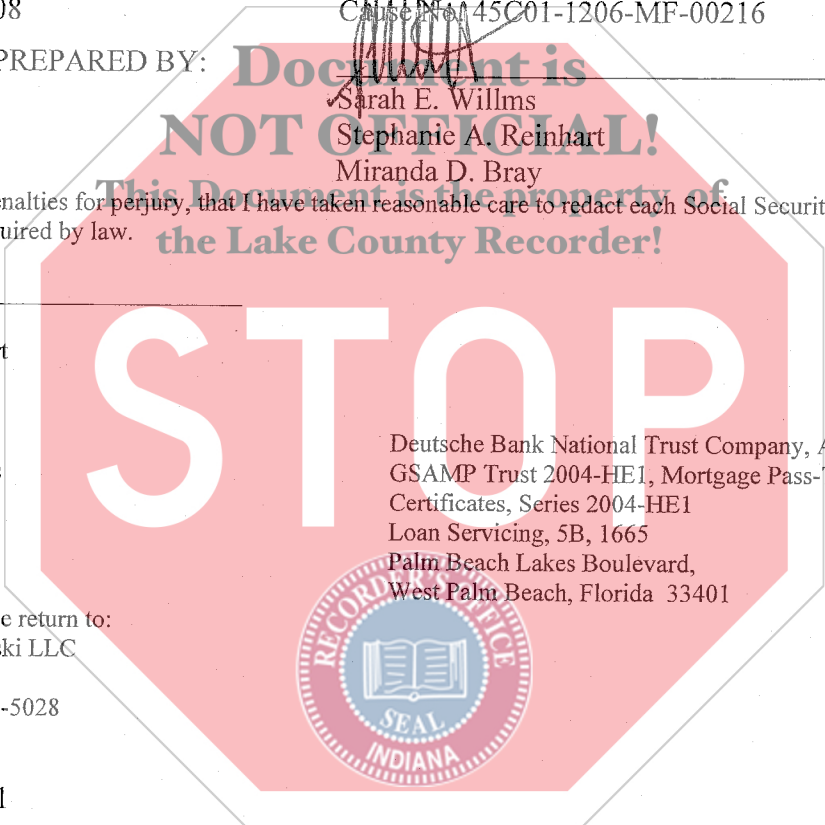 08
Cause No. 45C01-1206-MF-00216
PREPARED BY:
Document is
Sarah E. Willms
NOT OFFICIAL!
Stephanie A. Reinhart
Miranda D. Bray
This Document is the property of
enalties for perjury, that I have taken reasonable care to redact each Social Securit
uired by law.
the Lake County Recorder!
t
STOP
Deutsche Bank National Trust Company, A
GSAMP Trust 2004-HE1, Mortgage Pass-T
Certificates, Series 2004-HE1
Loan Servicing, 5B, 1665
Palm Beach Lakes Boulevard,
West Palm Beach, Florida 33401
e return to:
ki LLC
-5028
RECORDER'S OFFICE
SEAL
INDIANA